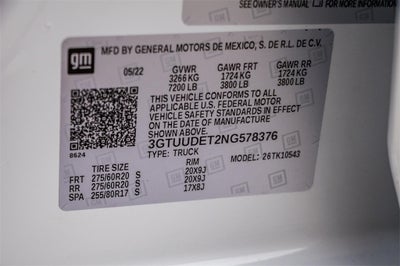 SEE OWNER'S MANUAL
FOR MORE INFORMATION
gm
MFD BY GENERAL MOTORS DE MEXICO, S. DE R.L. DE C.V.
05/22 GVWR GAWR FRT GAWR RR
3266 KG 1724 KG 1724 KG
7200 LB 3800 LB 3800 LB
THIS VEHICLE CONFORMS TO ALL
APPLICABLE U.S. FEDERAL MOTOR
VEHICLE SAFETY STANDARDS IN EFFECT
ON THE DATE OF MANUFACTURE
SHOWN ABOVE.
8624
3GTUUDET2NG578376
TYPE: TRUCK MODEL: 26TK10543
TIRE SIZE RIM
FRT 275/60R20 S 20X9J
RR 275/60R20 S 20X9J
SPA 255/80R17 S 17X8J